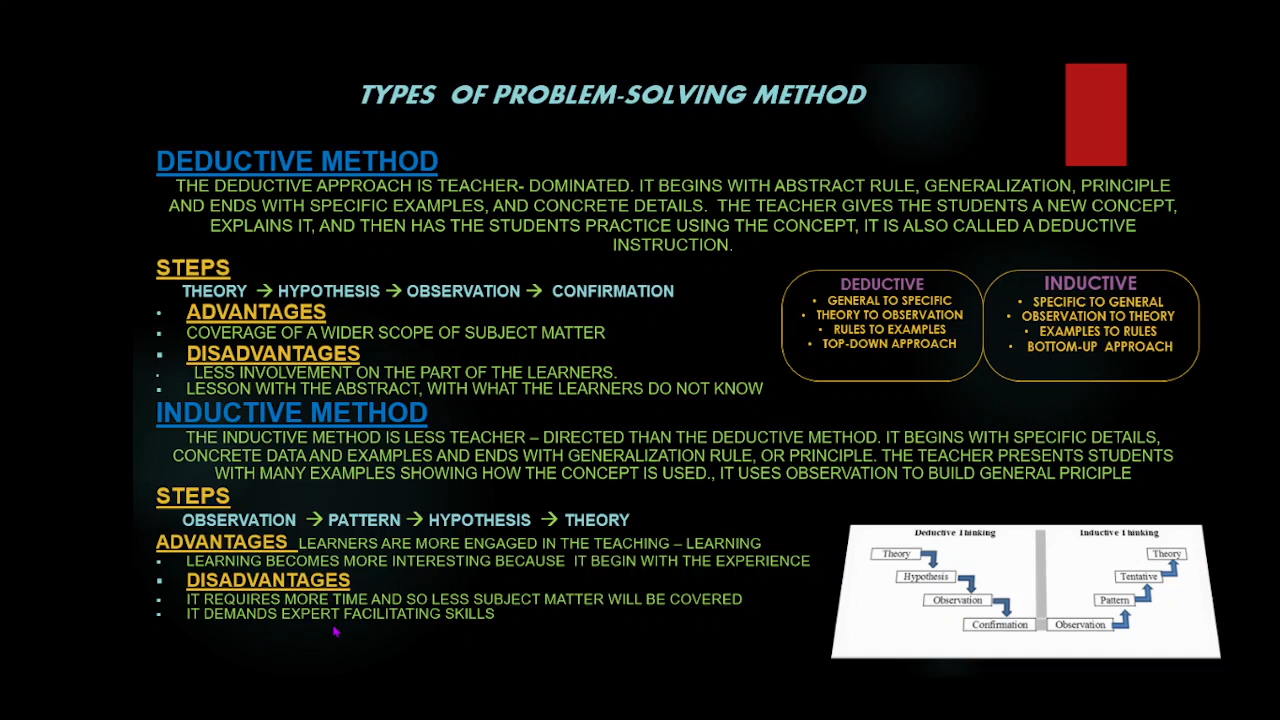 TYPES OF PROBLEM-SOLVING METHOD
DEDUCTIVE METHOD
THE DEDUCTIVE APPROACH IS TEACHER- DOMINATED. IT BEGINS WITH ABSTRACT RULE, GENERALIZATION, PRINCIPLE
AND ENDS WITH SPECIFIC EXAMPLES, AND CONCRETE DETAILS. THE TEACHER GIVES THE STUDENTS A NEW CONCEPT,
EXPLAINS IT, AND THEN HAS THE STUDENTS PRACTICE USING THE CONCEPT, IT IS ALSO CALLED A DEDUCTIVE
INSTRUCTION.
STEPS
THEORY → HYPOTHESIS → OBSERVATION → CONFIRMATION
▪ ADVANTAGES
▪ COVERAGE OF A WIDER SCOPE OF SUBJECT MATTER
▪ DISADVANTAGES
▪ LESS INVOLVEMENT ON THE PART OF THE LEARNERS.
▪ LESSON WITH THE ABSTRACT, WITH WHAT THE LEARNERS DO NOT KNOW
DEDUCTIVE
• GENERAL TO SPECIFIC
• THEORY TO OBSERVATION
• RULES TO EXAMPLES
• TOP-DOWN APPROACH
INDUCTIVE
• SPECIFIC TO GENERAL
• OBSERVATION TO THEORY
• EXAMPLES TO RULES
• BOTTOM-UP APPROACH
INDUCTIVE METHOD
THE INDUCTIVE METHOD IS LESS TEACHER – DIRECTED THAN THE DEDUCTIVE METHOD. IT BEGINS WITH SPECIFIC DETAILS,
CONCRETE DATA AND EXAMPLES AND ENDS WITH GENERALIZATION RULE, OR PRINCIPLE. THE TEACHER PRESENTS STUDENTS
WITH MANY EXAMPLES SHOWING HOW THE CONCEPT IS USED., IT USES OBSERVATION TO BUILD GENERAL PRICIPLE
STEPS
OBSERVATION → PATTERN → HYPOTHESIS → THEORY
ADVANTAGES LEARNERS ARE MORE ENGAGED IN THE TEACHING – LEARNING
▪ LEARNING BECOMES MORE INTERESTING BECAUSE IT BEGIN WITH THE EXPERIENCE
▪ DISADVANTAGES
▪ IT REQUIRES MORE TIME AND SO LESS SUBJECT MATTER WILL BE COVERED
▪ IT DEMANDS EXPERT FACILITATING SKILLS
Deductive Thinking
Theory
Hypothesis
Observation
Confirmation
Inductive Thinking
Theory
Tentative
Pattern
Observation